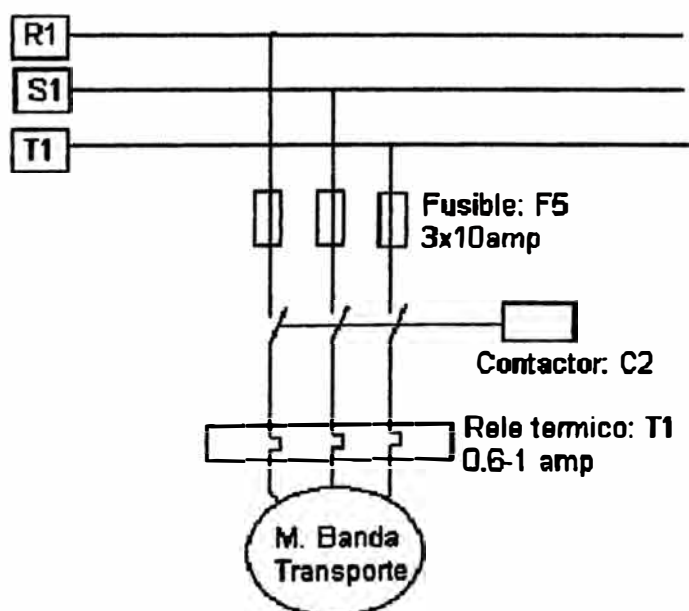 R1
S1
T1
Fusible: F5
3x10amp
Contactor: C2
Rele termico: T1
0.6-1 amp
M. Banda
Transporte